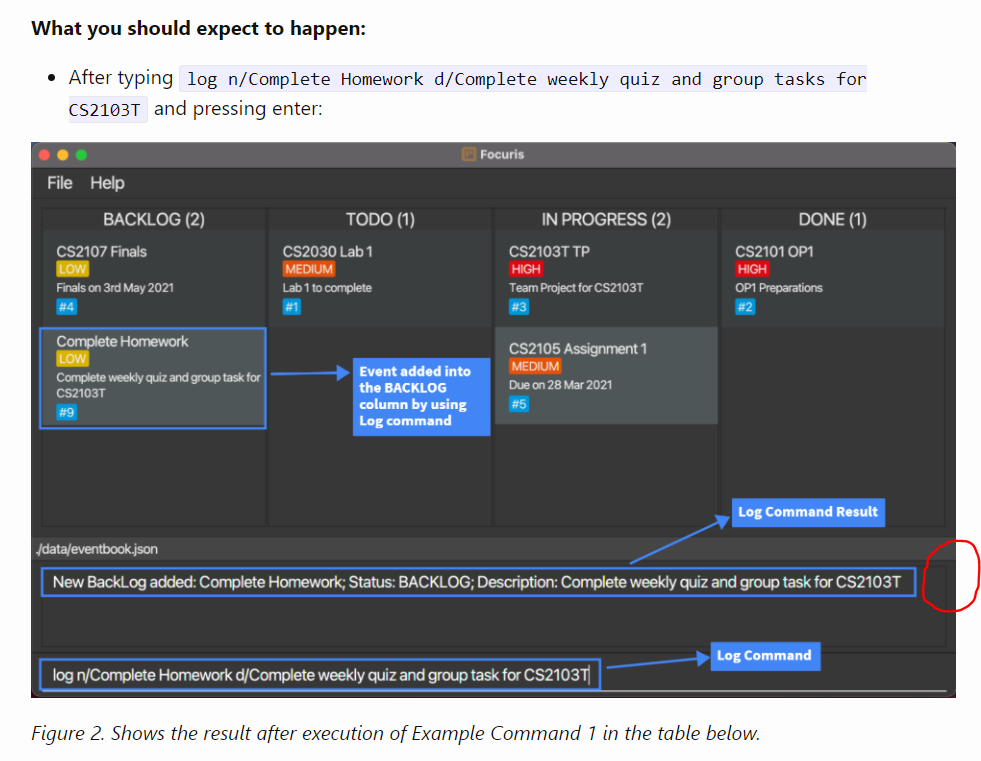 What you should expect to happen:
• After typing log n/Complete Homework d/Complete weekly quiz and group tasks for
CS2103T and pressing enter:
Focuris
File Help
BACKLOG (2)
CS2107 Finals
LOW
Finals on 3rd May 2021
#4
Complete Homework
LOW
Complete weekly quiz and group task for
CS2103T
#9
TODO (1)
CS2030 Lab 1
MEDIUM
Lab 1 to complete
#1
Event added into
the BACKLOG
column by using
Log command
IN PROGRESS (2)
CS2103T TP
HIGH
Team Project for CS2103T
#3
CS2105 Assignment 1
MEDIUM
Due on 28 Mar 2021
#5
DONE (1)
CS2101 OP1
HIGH
OP1 Preparations
#2
Log Command Result
./data/eventbook.json
New BackLog added: Complete Homework; Status: BACKLOG; Description: Complete weekly quiz and group task for CS2103T
Log Command
log n/Complete Homework d/Complete weekly quiz and group task for CS2103T
Figure 2. Shows the result after execution of Example Command 1 in the table below.